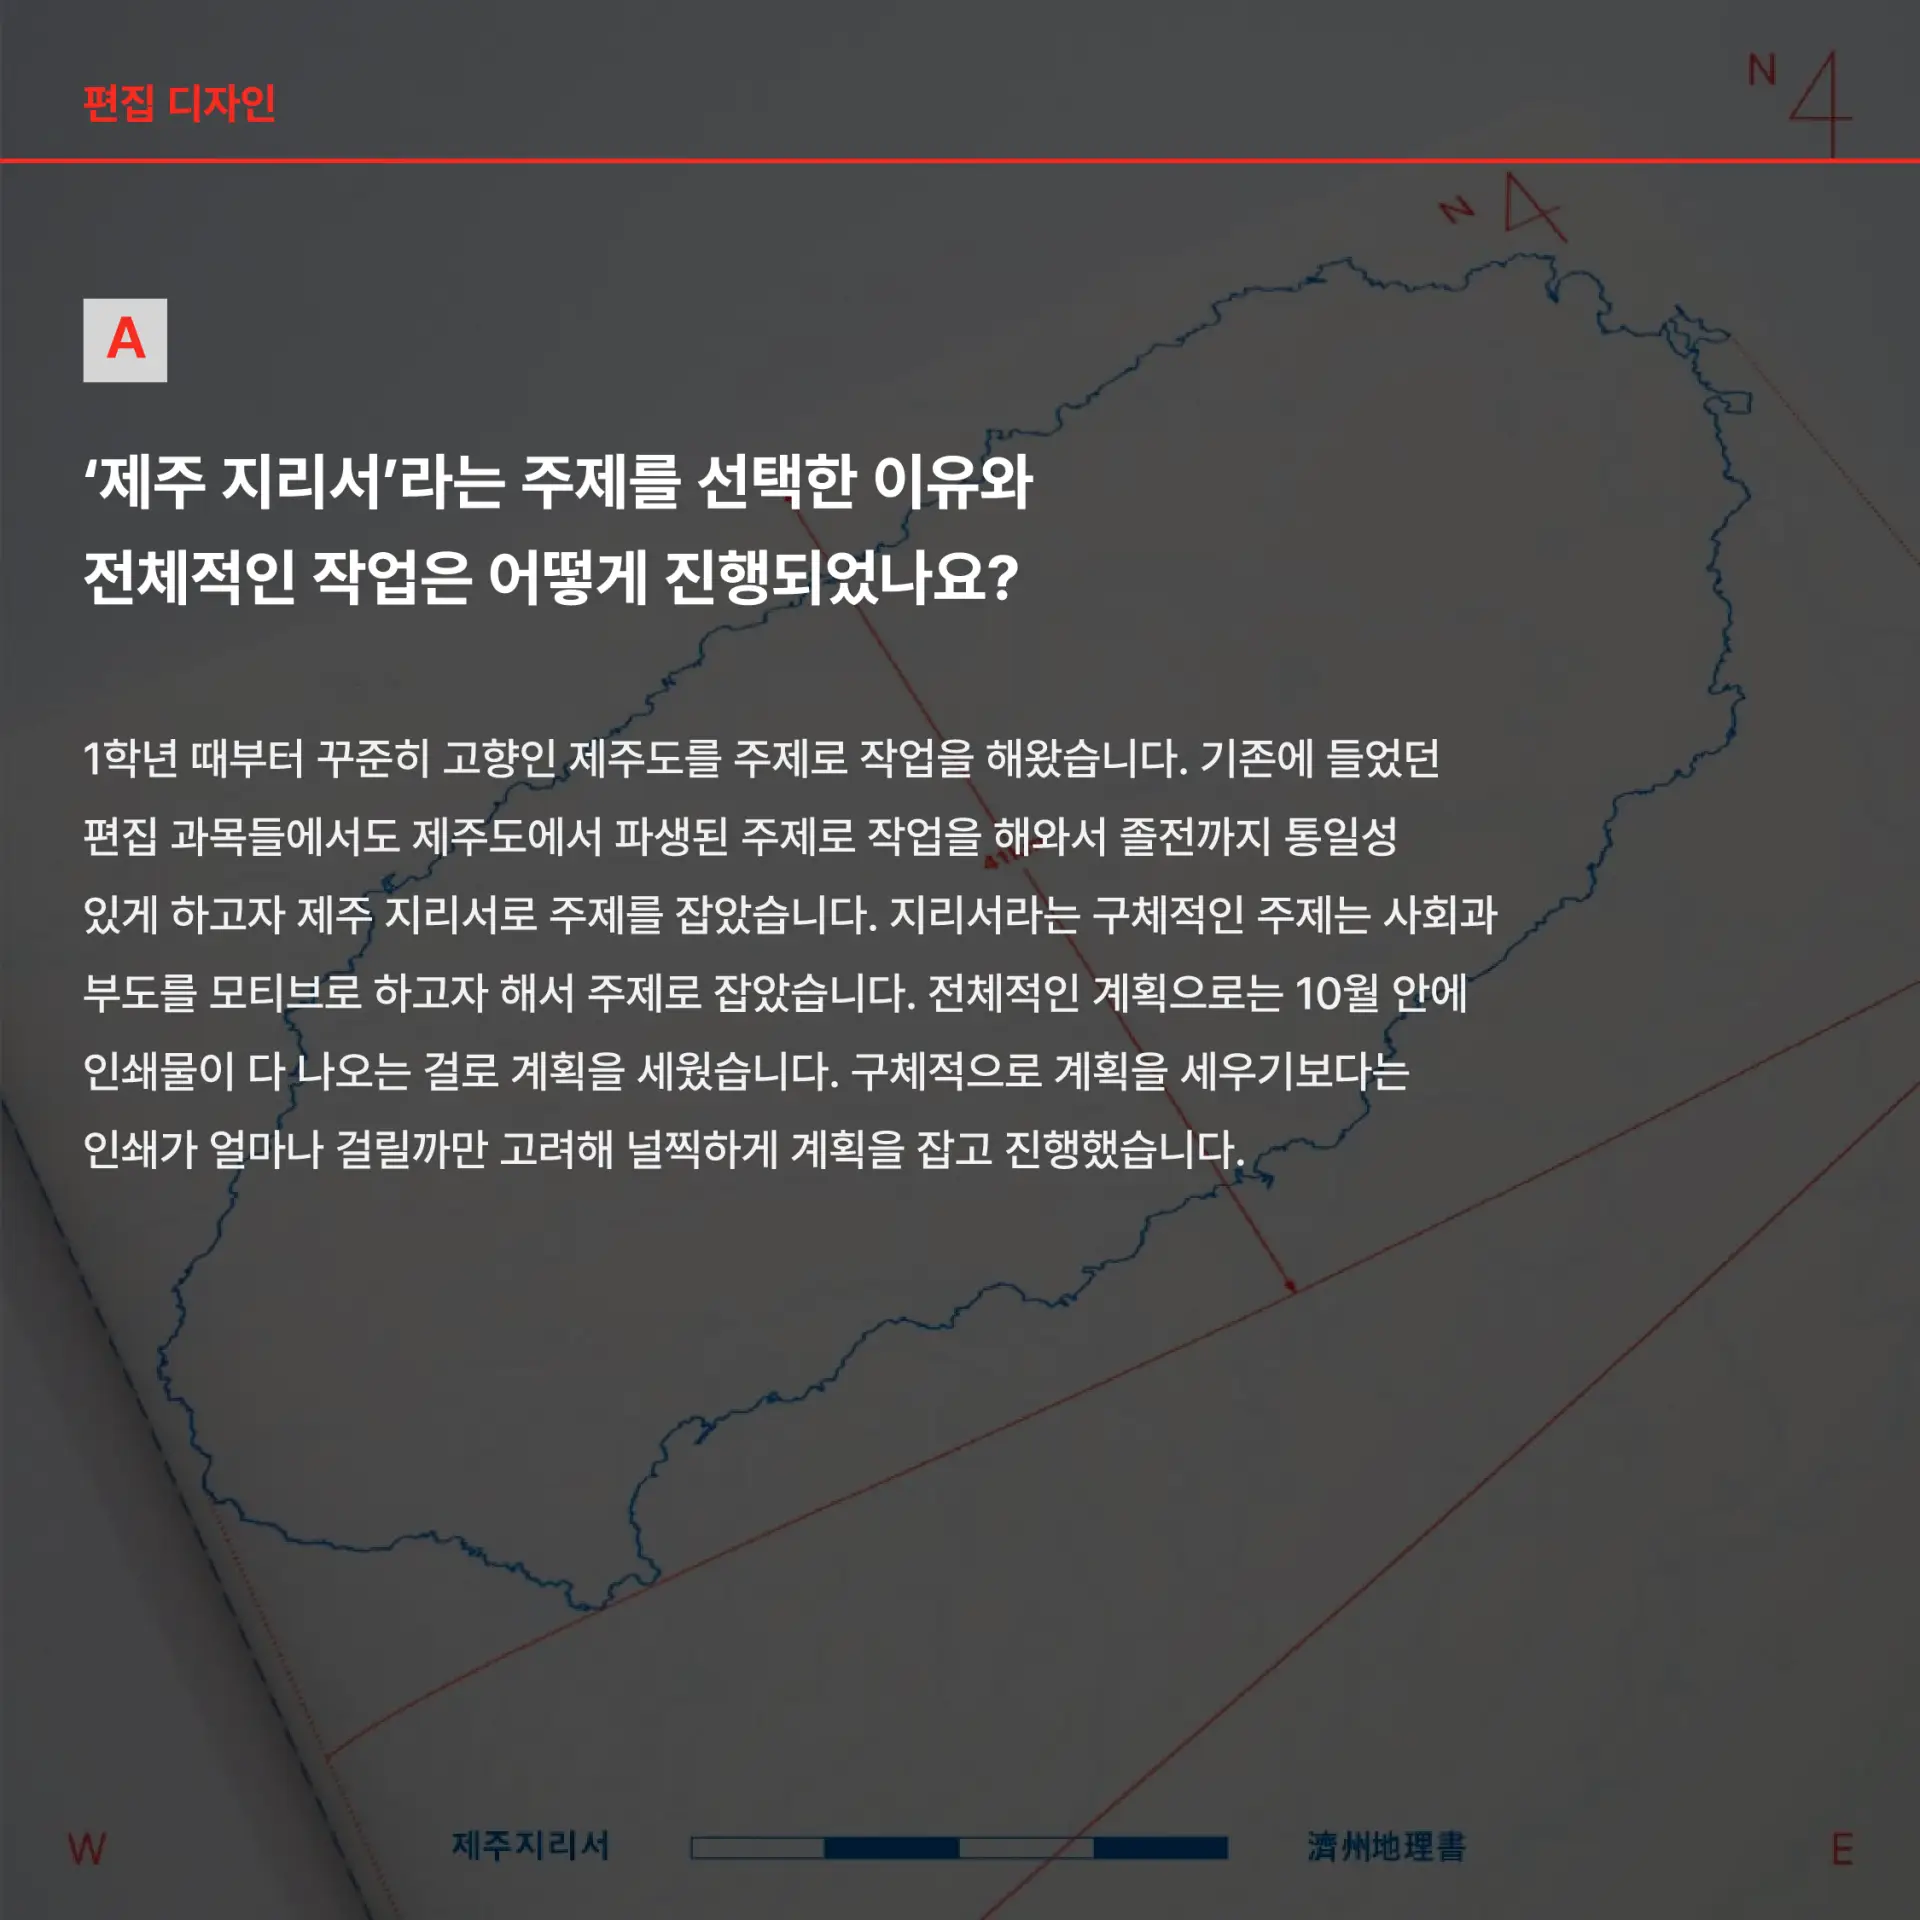 편집 디자인
N
N
A
‘제주 지리서’라는 주제를 선택한 이유와
전체적인 작업은 어떻게 진행되었나요?
1학년 때부터 꾸준히 고향인 제주도를 주제로 작업을 해왔습니다. 기존에 들었던
편집 과목들에서도 제주도에서 파생된 주제로 작업을 해와서 졸전까지 통일성
있게 하고자 제주 지리서로 주제를 잡았습니다. 지리서라는 구체적인 주제는 사회과
부도를 모티브로 하고자 해서 주제로 잡았습니다. 전체적인 계획으로는 10월 안에
인쇄물이 다 나오는 걸로 계획을 세웠습니다. 구체적으로 계획을 세우기보다는
인쇄가 얼마나 걸릴까만 고려해 널찍하게 계획을 잡고 진행했습니다.
W 제주지리서 濟州地理書 E